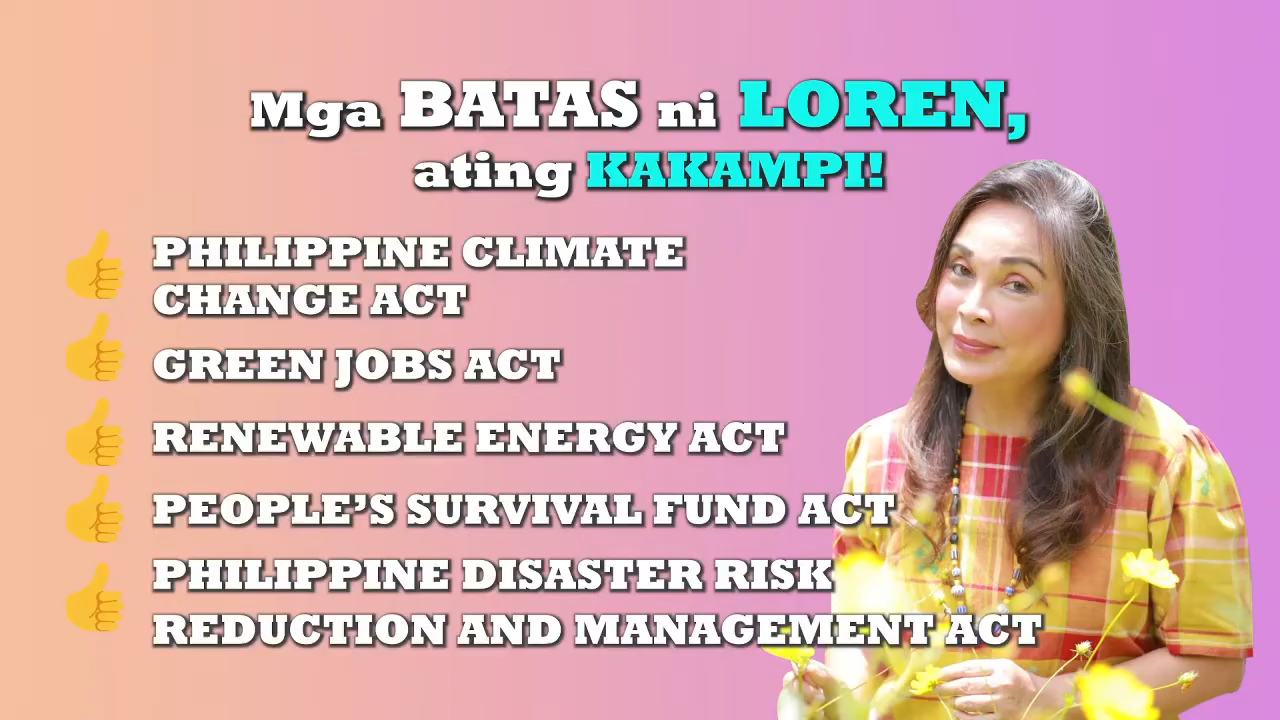 Mga BATAS ni LOREN,
ating KAKAMPI!
PHILIPPINE CLIMATE
CHANGE ACT
GREEN JOBS ACT
RENEWABLE ENERGY ACT
PEOPLE’S SURVIVAL FUND ACT
PHILIPPINE DISASTER RISK
REDUCTION AND MANAGEMENT ACT